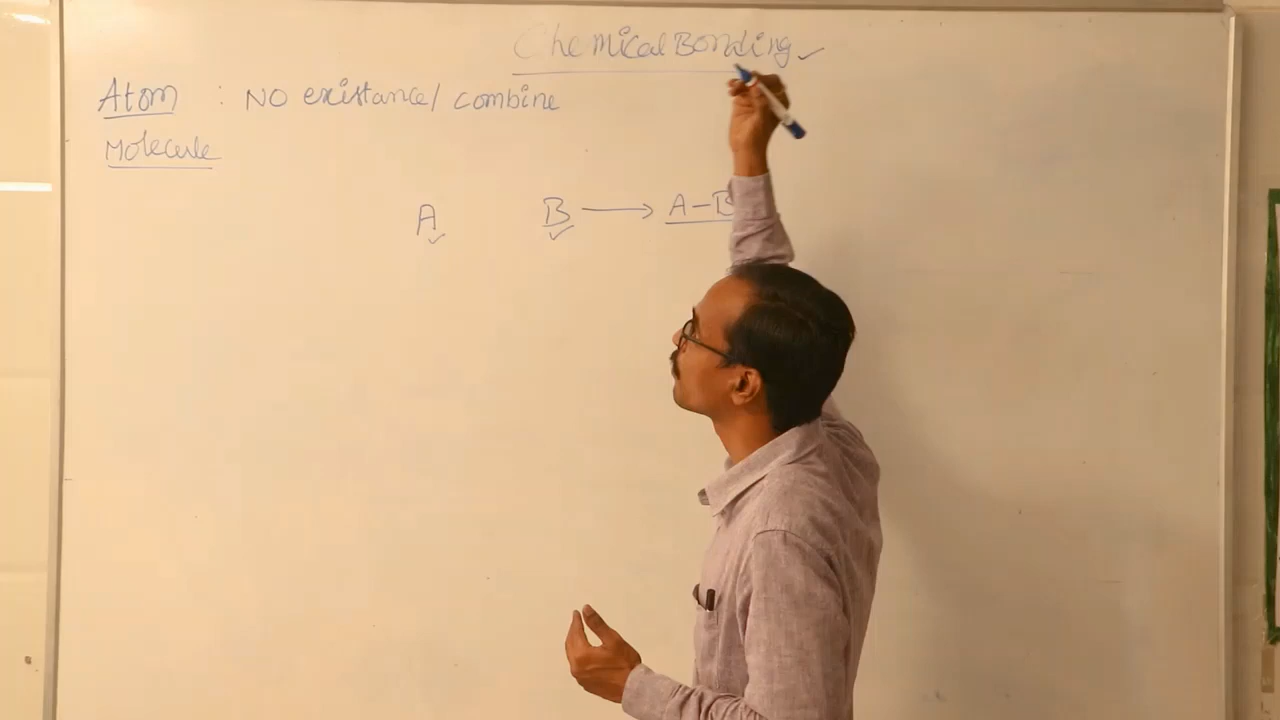 Chemical Bonding
Atom : NO existance/ combine
Molecule
A B → A-B